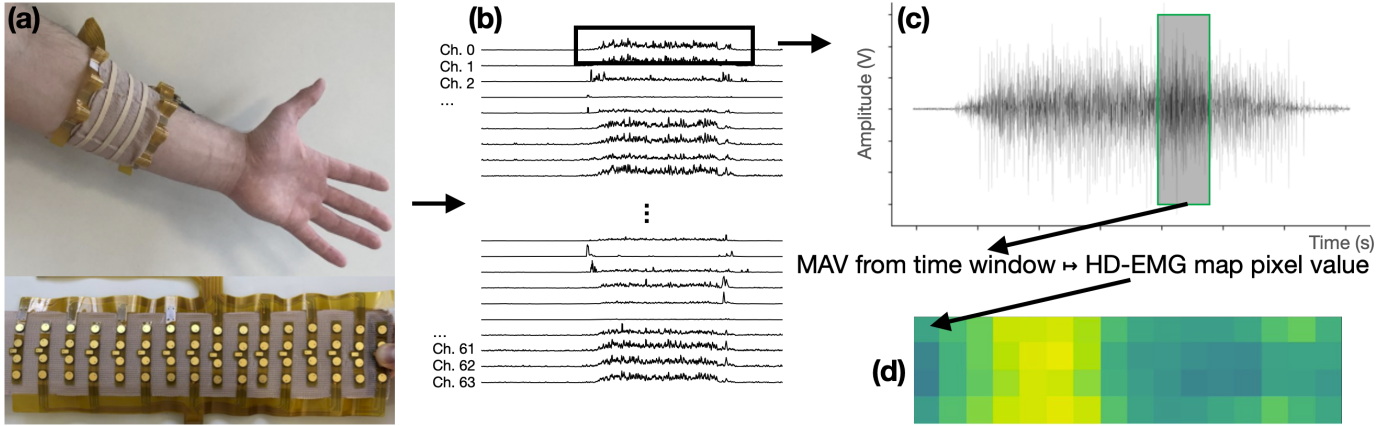 (a)
(b)
Ch. 0
Ch. 1
Ch. 2
...
...
...
Ch. 61
Ch. 62
Ch. 63
(c)
Amplitude (V)
Time (s)
MAV from time window ↦ HD-EMG map pixel value
(d)